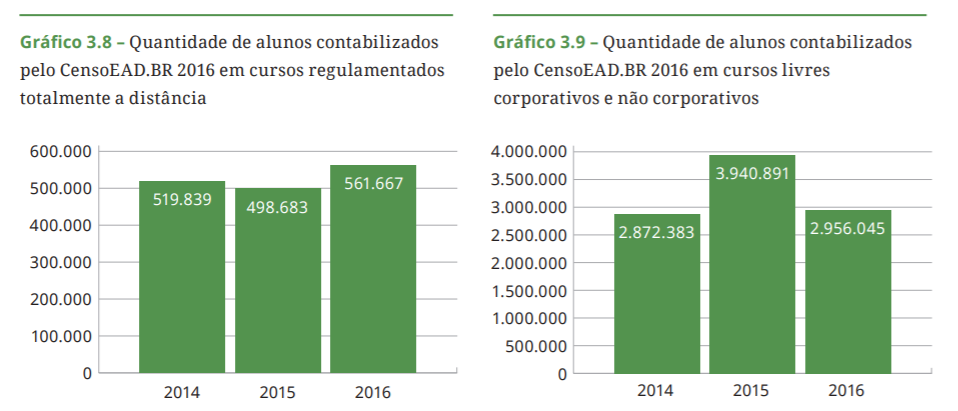 Gráfico 3.8 – Quantidade de alunos contabilizados
pelo CensoEAD.BR 2016 em cursos regulamentados
totalmente a distância
600.000
500.000
400.000
300.000
200.000
100.000
0
519.839
498.683
561.667
2014 2015 2016
Gráfico 3.9 – Quantidade de alunos contabilizados
pelo CensoEAD.BR 2016 em cursos livres
corporativos e não corporativos
4.000.000
3.500.000
3.000.000
2.500.000
2.000.000
1.500.000
1.000.000
500.000
0
2.872.383
3.940.891
2.956.045
2014 2015 2016